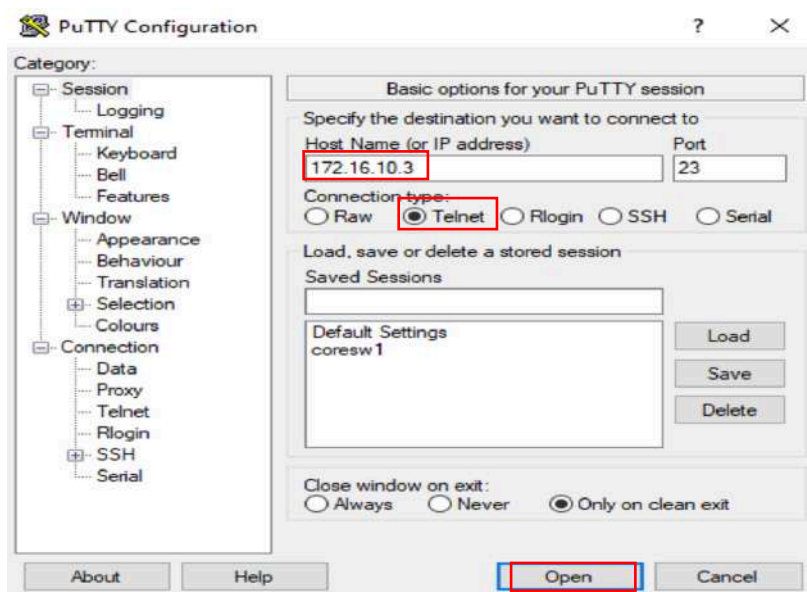 PuTTY Configuration
?
Category:
Session
Logging
Terminal
Keyboard
Bell
Features
Window
Appearance
Behaviour
Translation
Selection
Colours
Connection
Data
Proxy
Telnet
Rlogin
SSH
Serial
Basic options for your PuTTY session
Specify the destination you want to connect to
Host Name (or IP address) Port
172.16.10.3 23
Connection type:
Raw Telnet Rlogin SSH Serial
Load, save or delete a stored session
Saved Sessions
Default Settings
coresw1
Load
Save
Delete
Close window on exit:
Always Never Only on clean exit
About Help Open Cancel